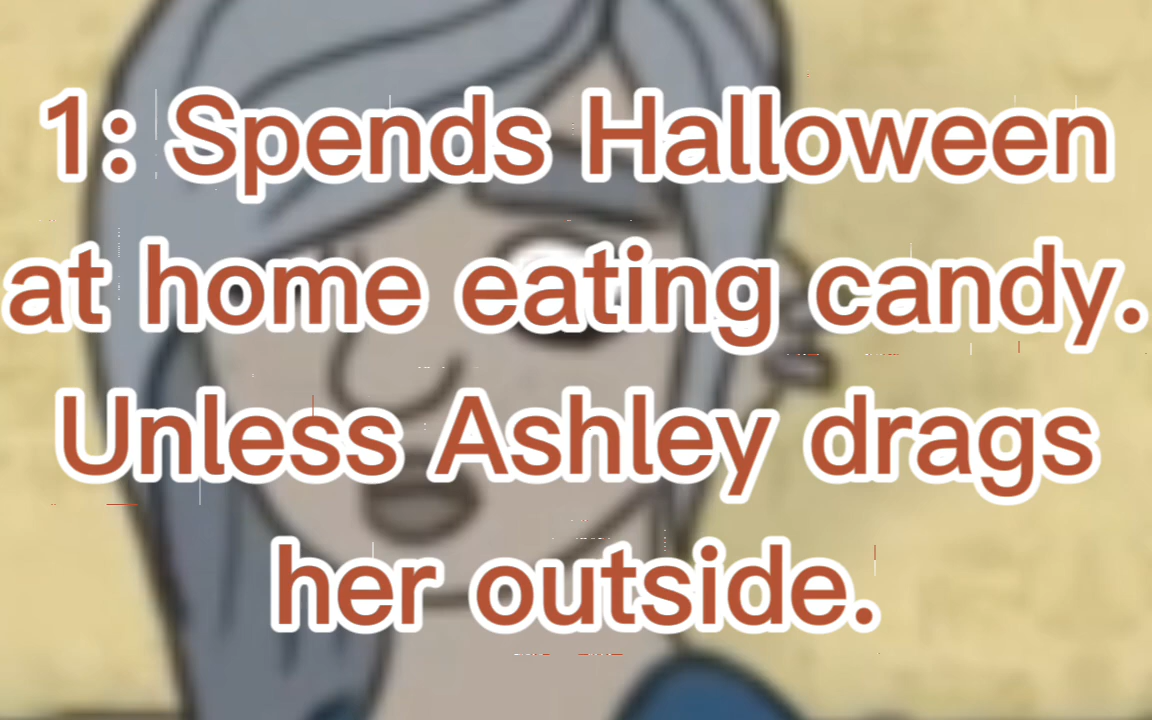 1: Spends Halloween
at home eating candy.
Unless Ashley drags
her outside.